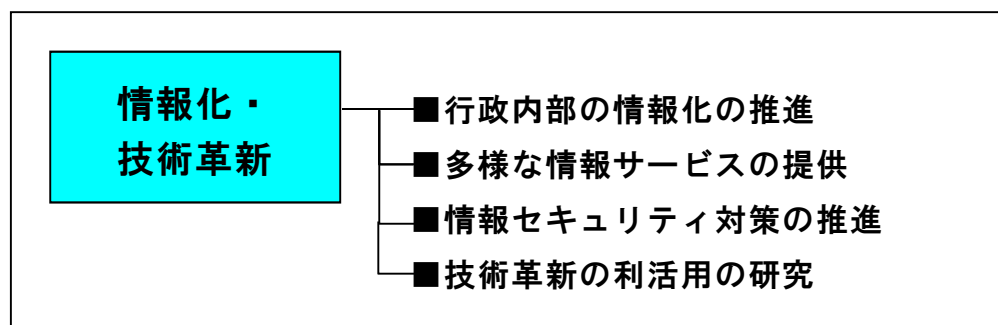 情報化・
技術革新
■行政内部の情報化の推進
■多様な情報サービスの提供
■情報セキュリティ対策の推進
■技術革新の利活用の研究